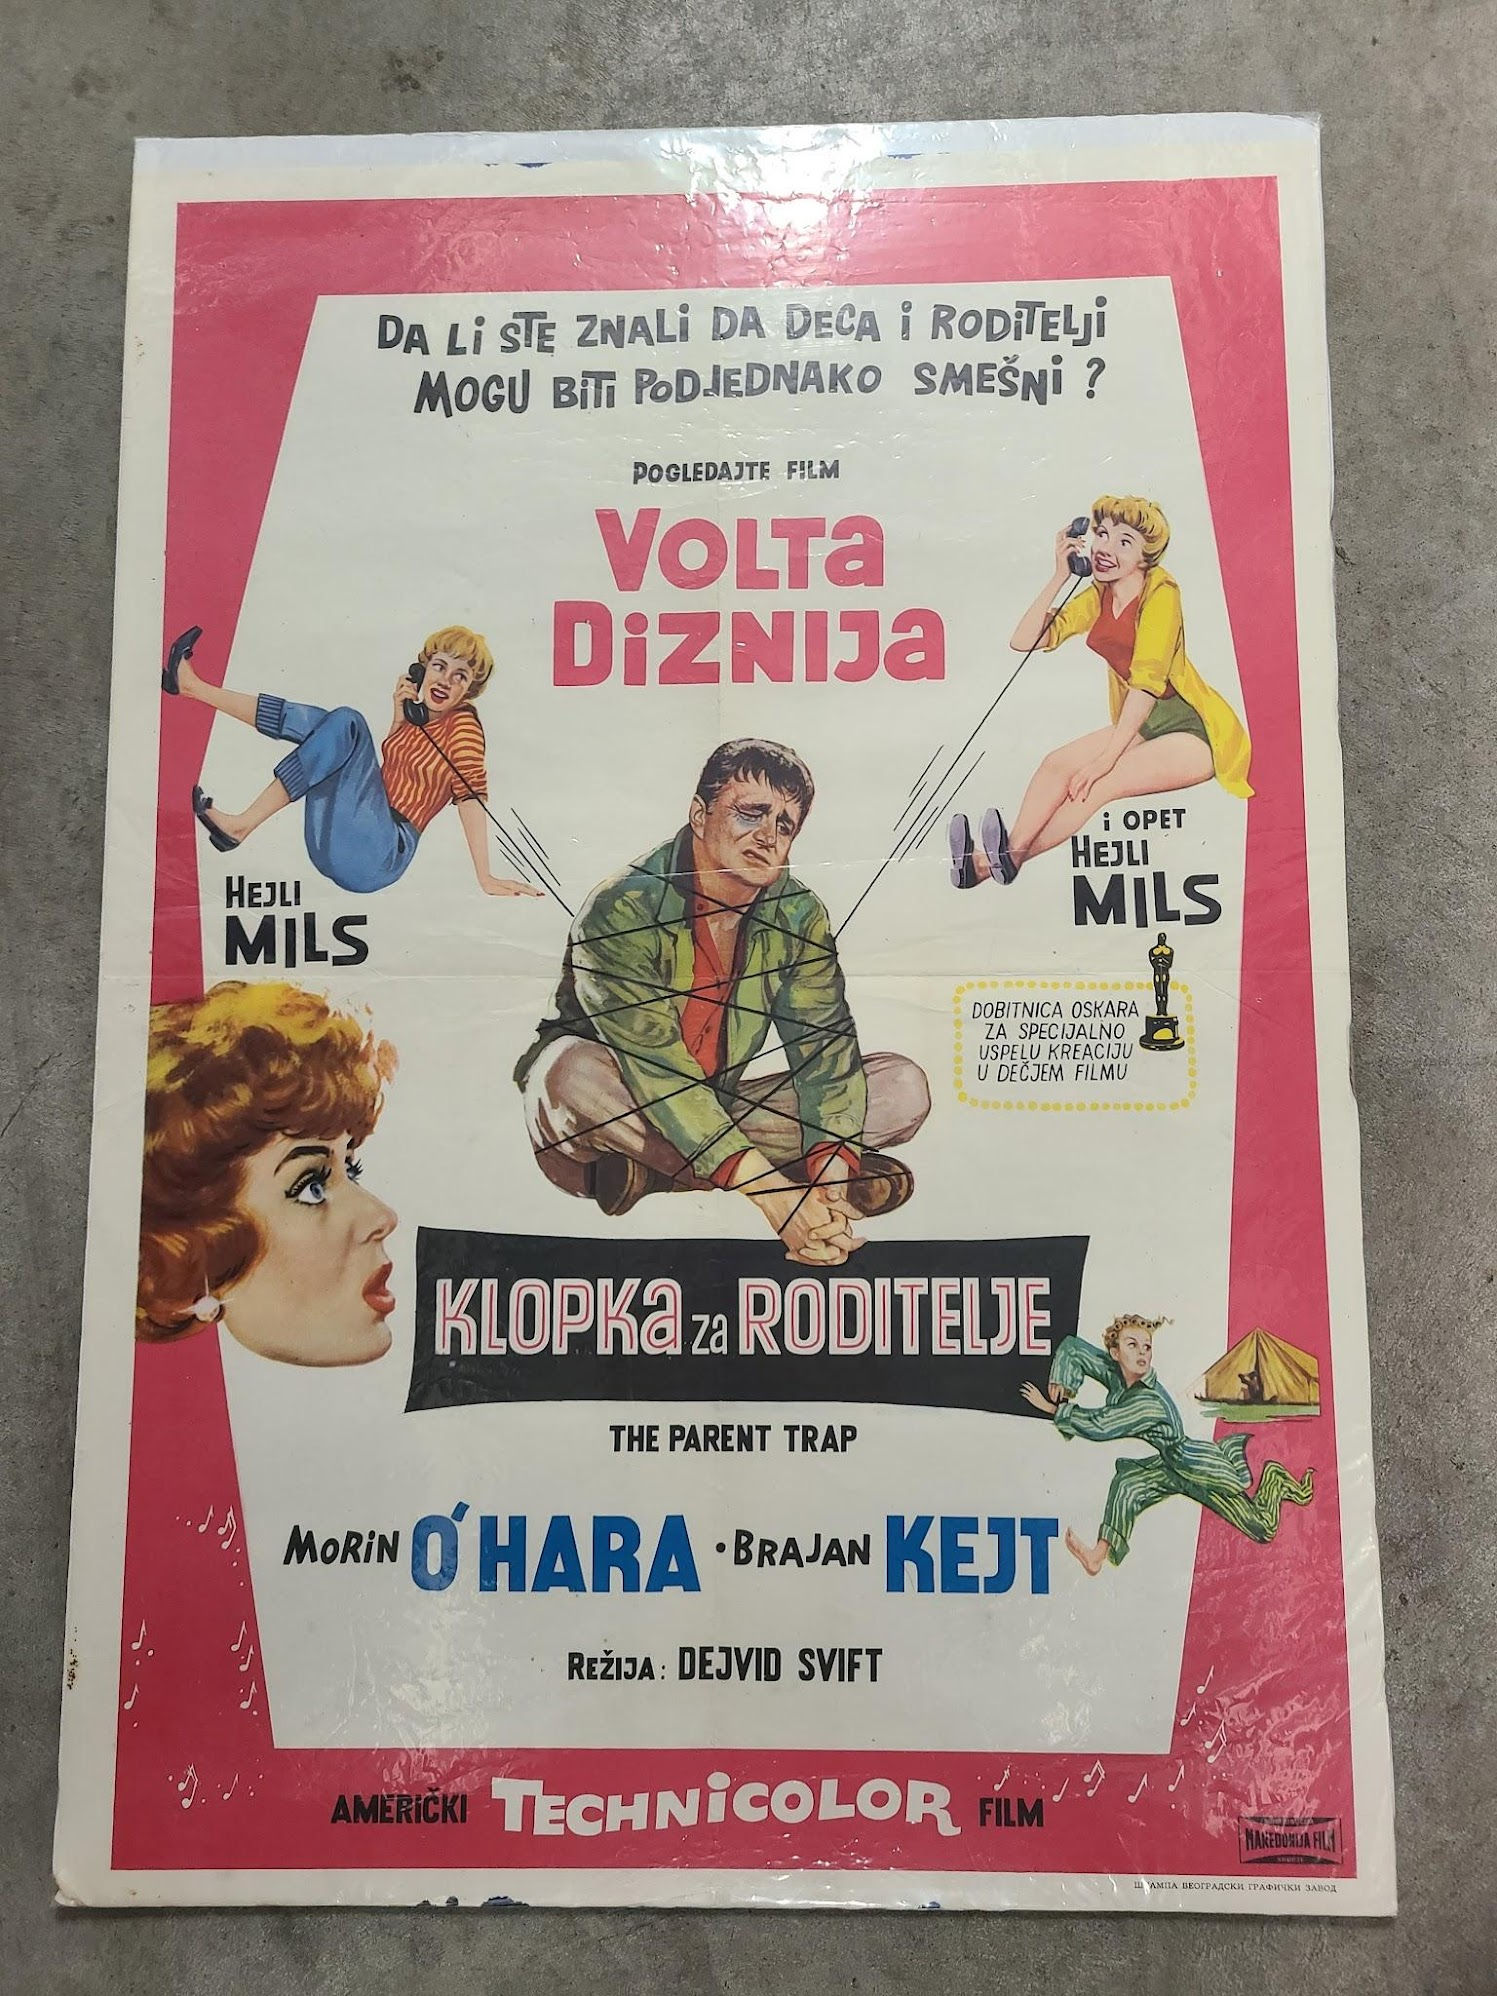 DA LI STE ZNALI DA DECA I RODITELJI
MOGU BITI PODJEDNAKO SMEŠNI ?
POGLEDAJTE FILM
VOLTA
DIZNIJA
HEJLI
MILS
i OPET
HEJLI
MILS
DOBITNICA OSKARA
ZA SPECIJALNO
USPELU KREACIJU
U DEČJEM FILMU
KLOPKA ZA RODITELJE
THE PARENT TRAP
MORIN O'HARA · BRAJAN KEJT
REŽIJA: DEJVID SVIFT
AMERIČKI TECHNICOLOR FILM
MAKEDONIJA FILM
ШТАМПА БЕОГРАДСКИ ГРАФИЧКИ ЗАВОД